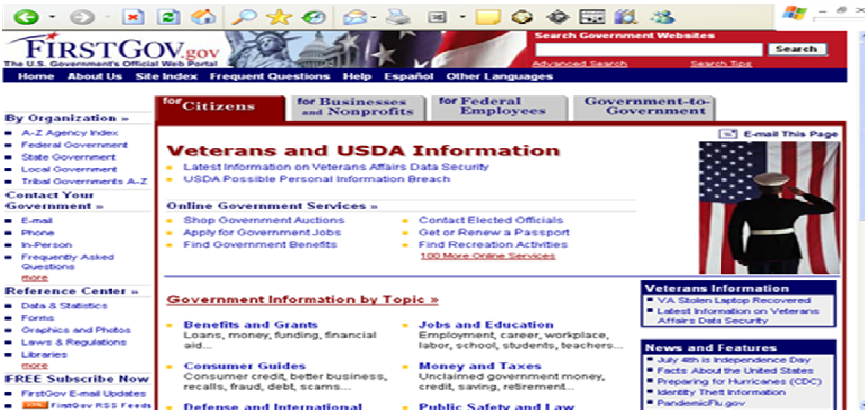 FIRSTGOV.gov
The U.S. Government's Official Web Portal
Search Government Websites
Search
Advanced Search
Search Tips
Home
About Us
Site Index
Frequent Questions
Help
Español
Other Languages
for Citizens
for Businesses and Nonprofits
for Federal Employees
Government-to-Government
By Organization »
A-Z Agency Index
Federal Government
State Government
Local Government
Tribal Governments A-Z
Contact Your
Government »
E-mail
Phone
In-Person
Frequently Asked
Questions
more
Reference Center »
Data & Statistics
Forms
Graphics and Photos
Laws & Regulations
Libraries
more
FREE Subscribe Now
FirstGov E-mail Updates
XML FirstGov RSS Feeds
E-mail This Page
Veterans and USDA Information
Latest Information on Veterans Affairs Data Security
USDA Possible Personal Information Breach
Online Government Services »
Shop Government Auctions
Apply for Government Jobs
Find Government Benefits
Contact Elected Officials
Get or Renew a Passport
Find Recreation Activities
100 More Online Services
Government Information by Topic »
Benefits and Grants
Loans, money, funding, financial
aid...
Consumer Guides
Consumer credit, better business,
recalls, fraud, debt, scams...
Defense and International
Jobs and Education
Employment, career, workplace,
labor, school, students, teachers...
Money and Taxes
Unclaimed government money,
credit, saving, retirement...
Public Safety and Law
Veterans Information
VA Stolen Laptop Recovered
Latest Information on Veterans
Affairs Data Security
News and Features
July 4th is Independence Day
Facts About the United States
Preparing for Hurricanes (CDC)
Identity Theft Information
PandemicFlu.gov